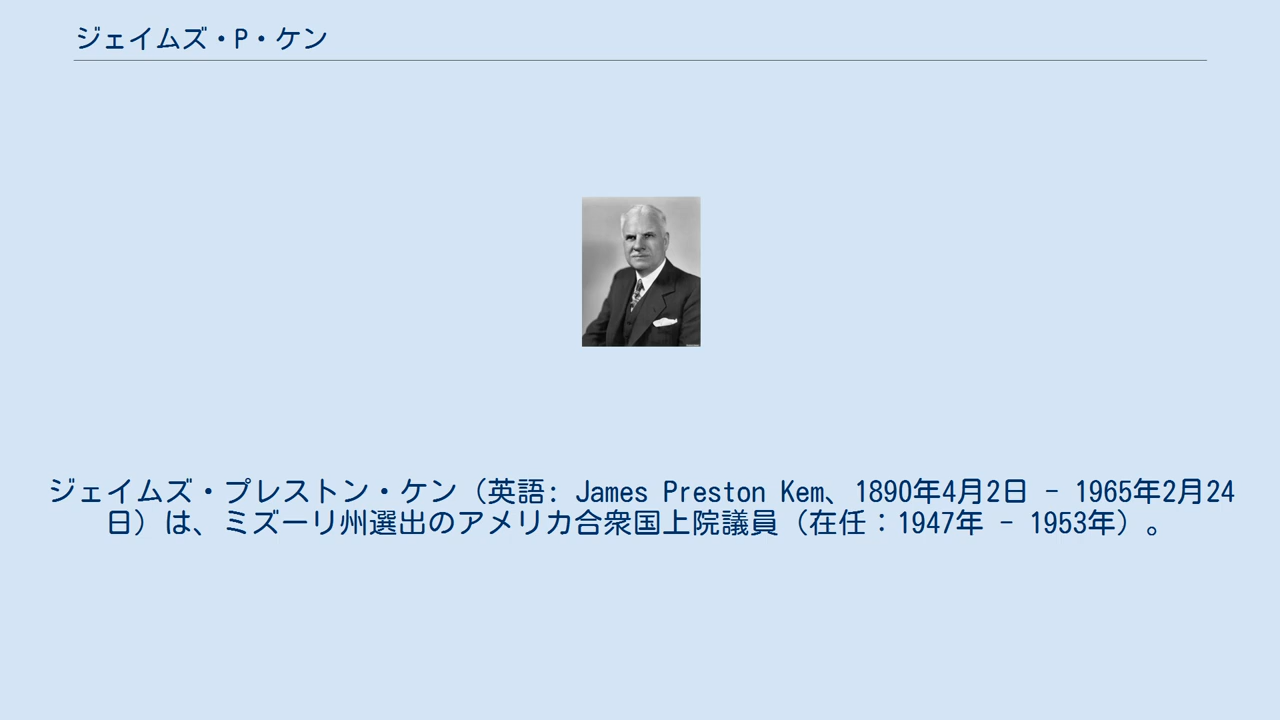 ジェイムズ・P・ケン
ジェイムズ・プレストン・ケン（英語: James Preston Kem、1890年4月2日 - 1965年2月24
日）は、ミズーリ州選出のアメリカ合衆国上院議員（在任：1947年 - 1953年）。